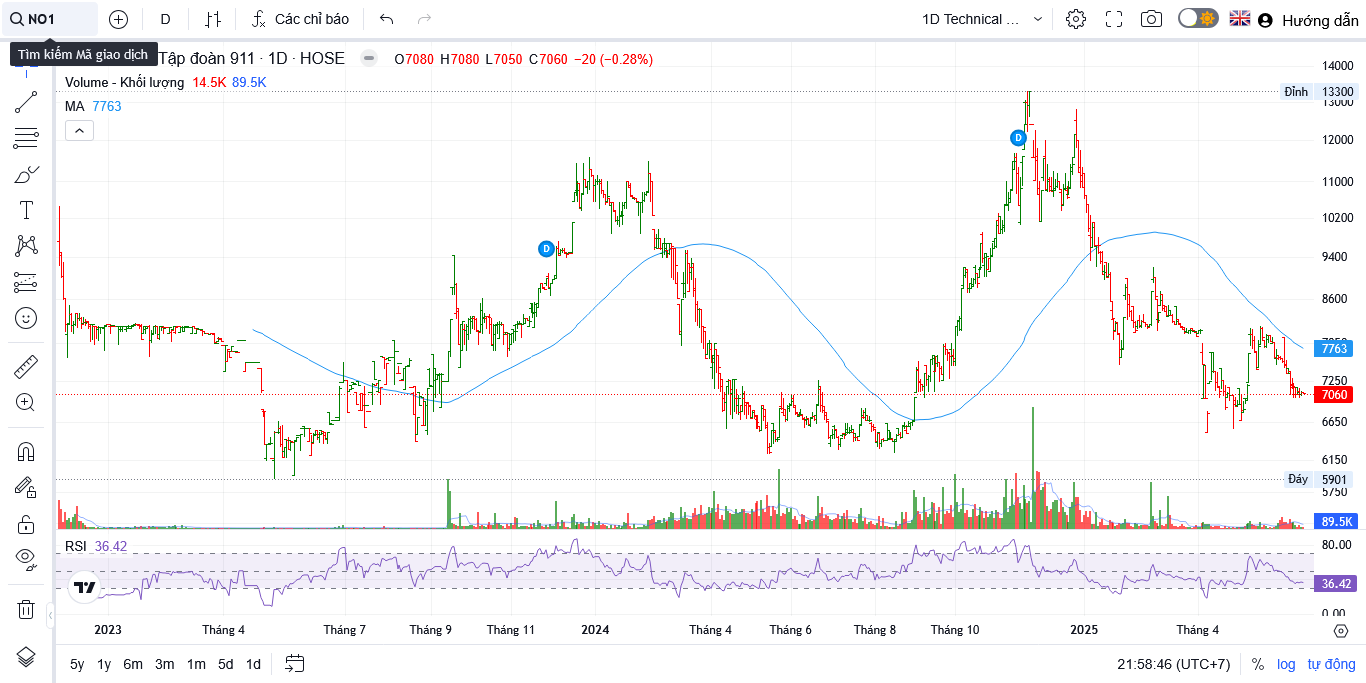 NO1 D Các chỉ báo 1D Technical ... Hướng dẫn
Tìm kiếm Mã giao dịch
Tập đoàn 911 · 1D · HOSE O7080 H7080 L7050 C7060 −20 (−0.28%)
Volume - Khối lượng 14.5K 89.5K
MA 7763
14000
Đỉnh 13300
13000
D 12000
11000
10200
D 9400
8600
7763
7250
7060
6650
6150
Đáy 5901
5750
89.5K
RSI 36.42 80.00
36.42
0.00
2023 Tháng 4 Tháng 7 Tháng 9 Tháng 11 2024 Tháng 4 Tháng 6 Tháng 8 Tháng 10 2025 Tháng 4
5y 1y 6m 3m 1m 5d 1d 21:58:46 (UTC+7) % log tự động